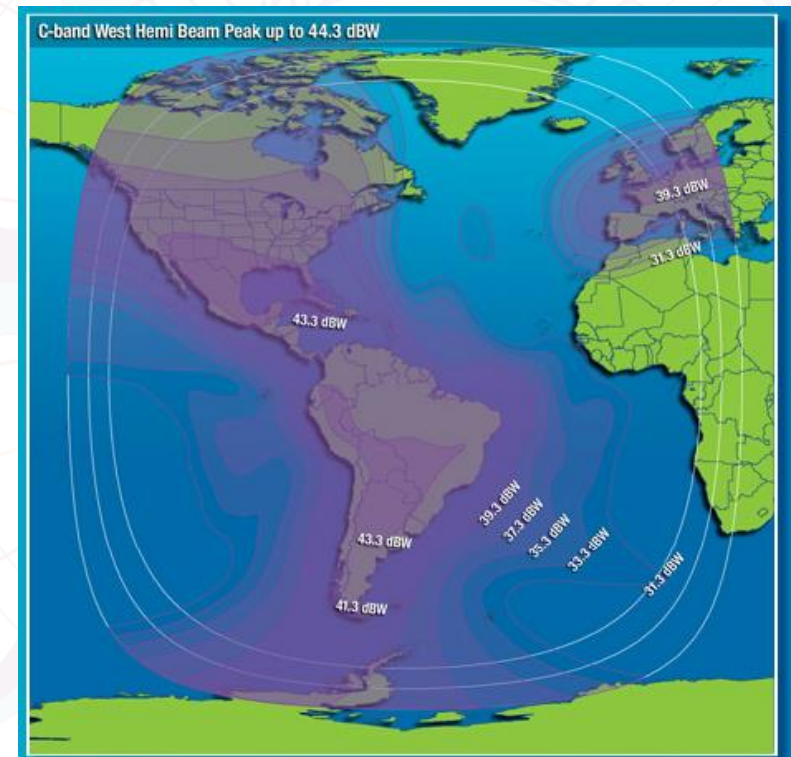 C-band West Hemi Beam Peak up to 44.3 dBW
39.3 dBW
31.3 dBW
43.3 dBW
39.3 dBW
37.3 dBW
35.3 dBW
33.3 dBW
43.3 dBW
31.3 dBW
41.3 dBW